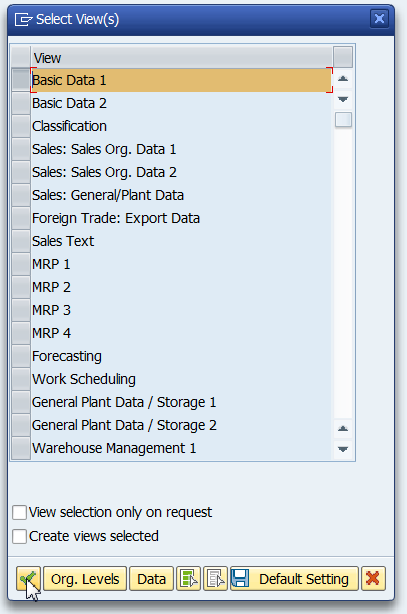 Select View(s)
View
Basic Data 1
Basic Data 2
Classification
Sales: Sales Org. Data 1
Sales: Sales Org. Data 2
Sales: General/Plant Data
Foreign Trade: Export Data
Sales Text
MRP 1
MRP 2
MRP 3
MRP 4
Forecasting
Work Scheduling
General Plant Data / Storage 1
General Plant Data / Storage 2
Warehouse Management 1
View selection only on request
Create views selected
Org. Levels Data Default Setting